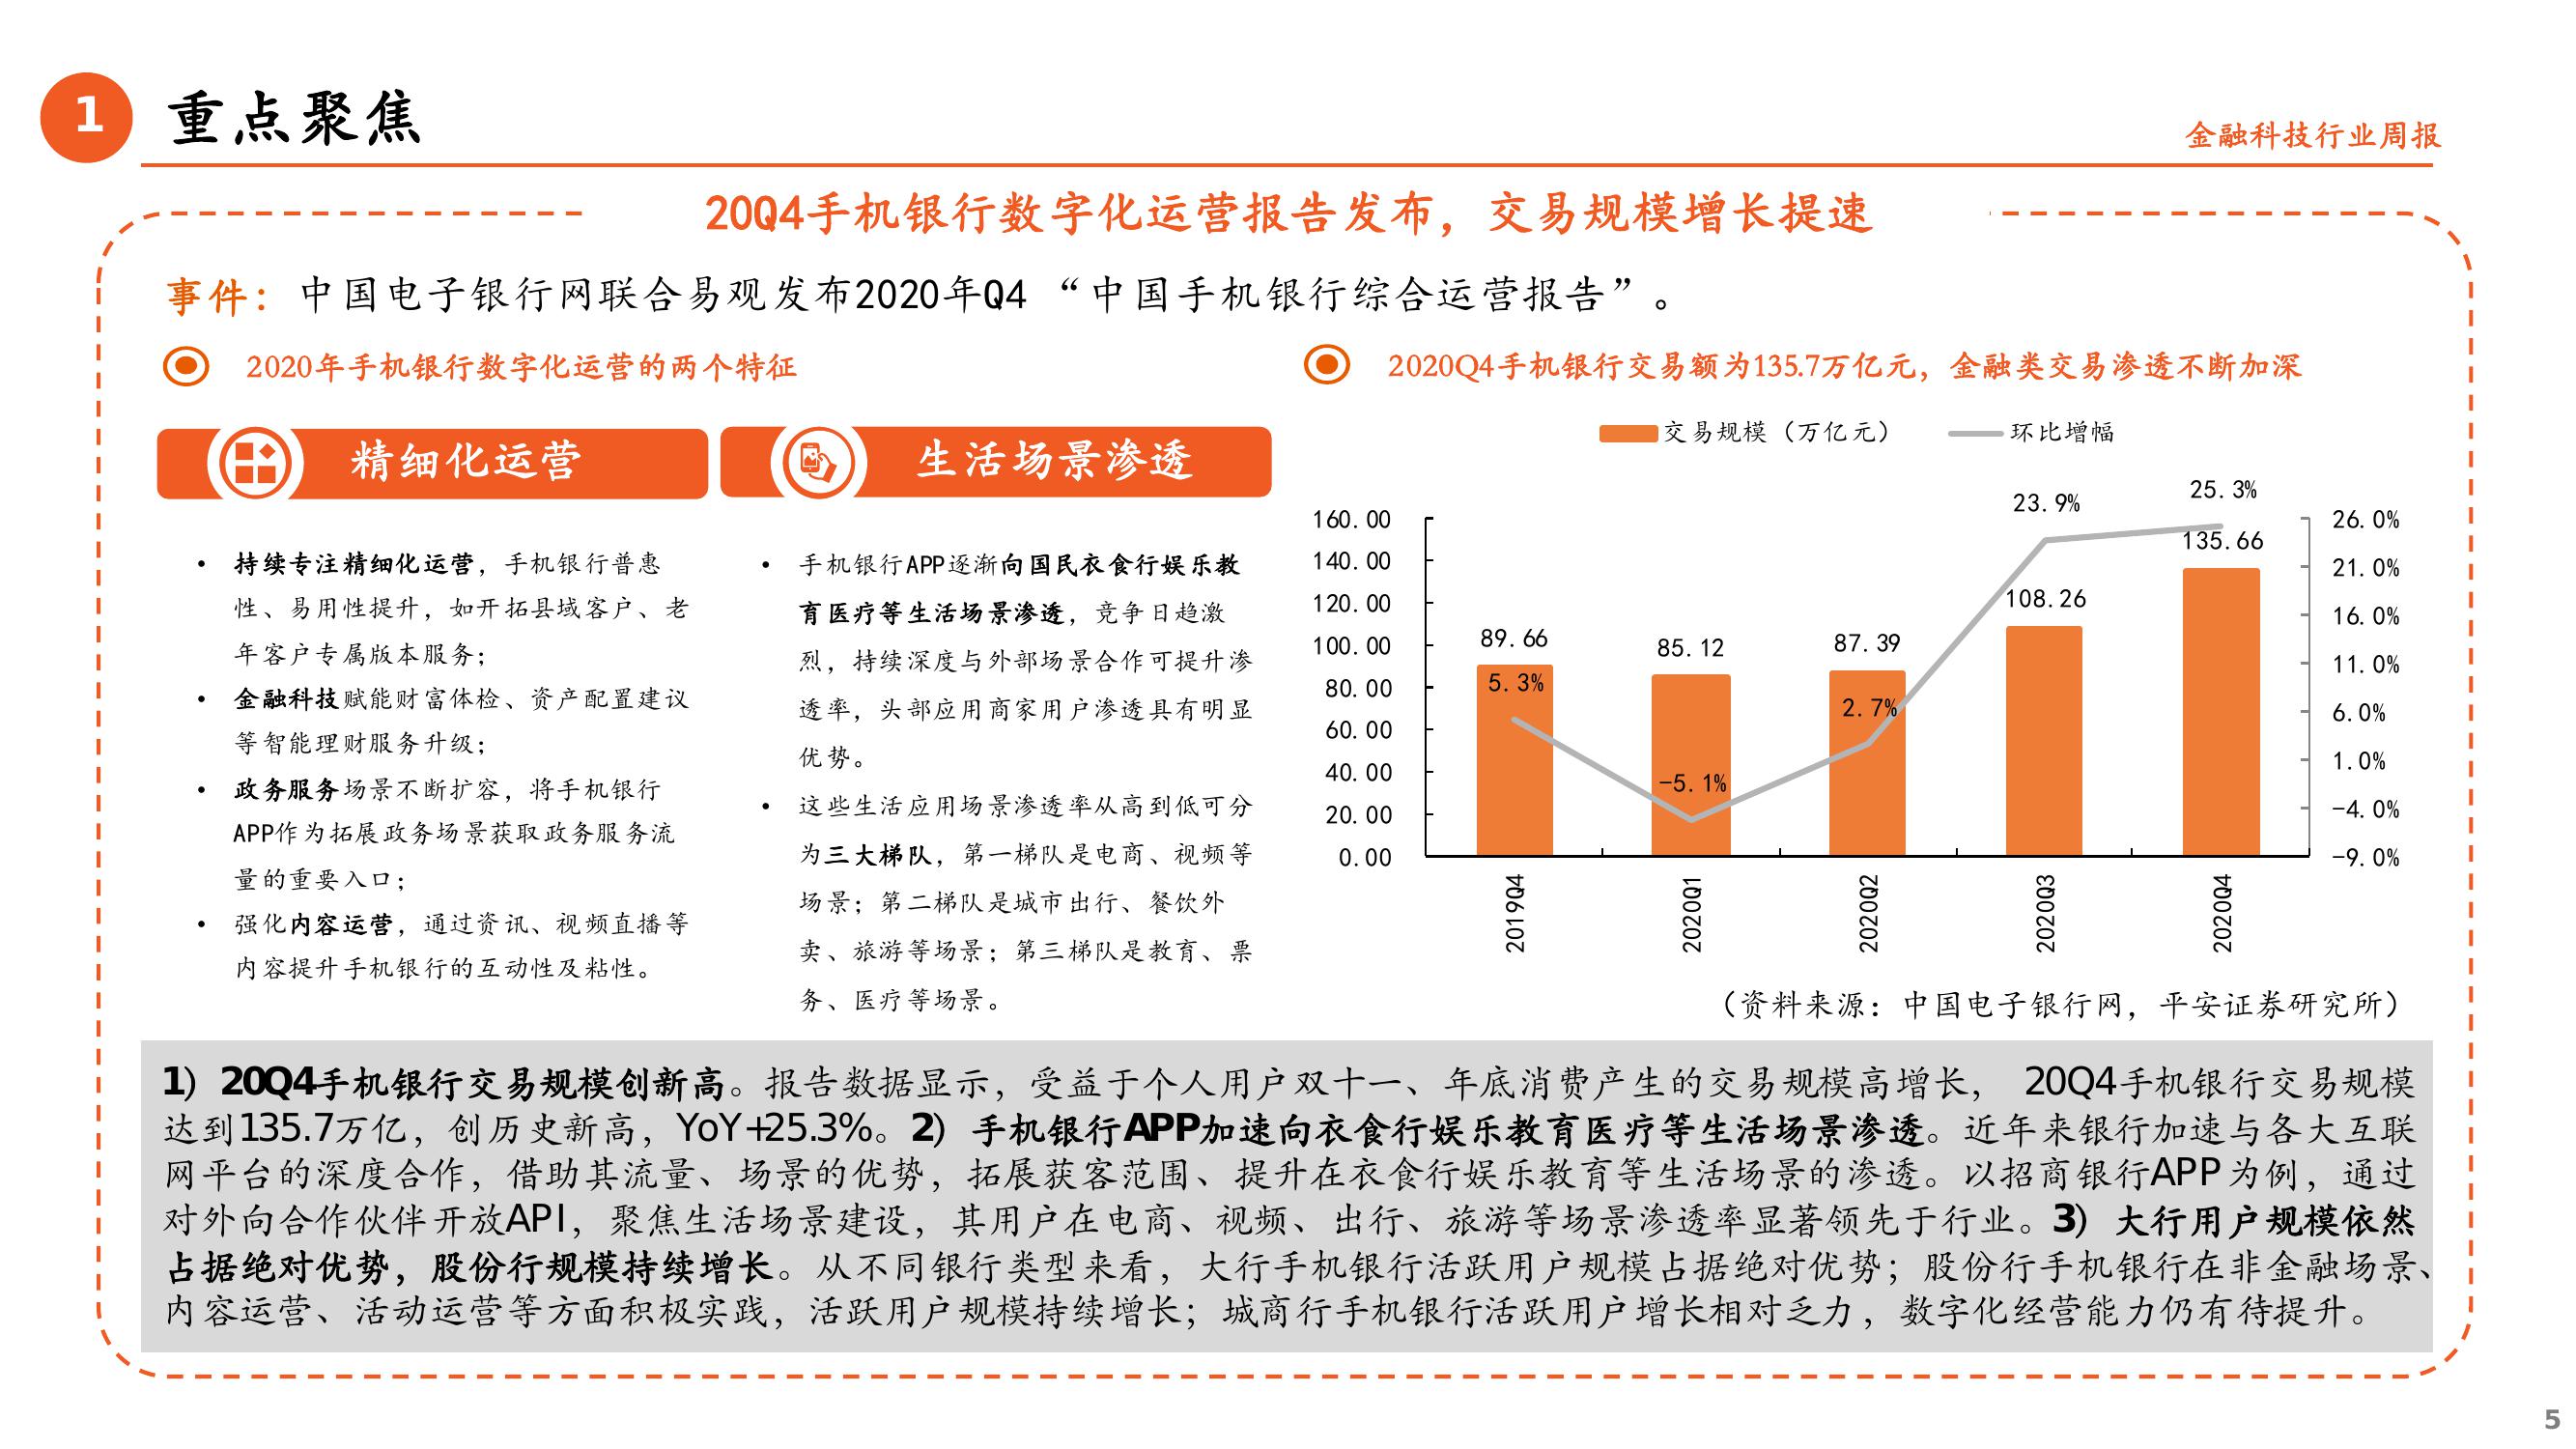 1
重点聚焦
金融科技行业周报
20Q4手机银行数字化运营报告发布，交易规模增长提速
事件：中国电子银行网联合易观发布2020年Q4 “中国手机银行综合运营报告”。
2020年手机银行数字化运营的两个特征
精细化运营
• 持续专注精细化运营，手机银行普惠
性、易用性提升，如开拓县域客户、老
年客户专属版本服务；
• 金融科技赋能财富体检、资产配置建议
等智能理财服务升级；
• 政务服务场景不断扩容，将手机银行
APP作为拓展政务场景获取政务服务流
量的重要入口；
• 强化内容运营，通过资讯、视频直播等
内容提升手机银行的互动性及粘性。
生活场景渗透
• 手机银行APP逐渐向国民衣食行娱乐教
育医疗等生活场景渗透，竞争日趋激
烈，持续深度与外部场景合作可提升渗
透率，头部应用商家用户渗透具有明显
优势。
• 这些生活应用场景渗透率从高到低可分
为三大梯队，第一梯队是电商、视频等
场景；第二梯队是城市出行、餐饮外
卖、旅游等场景；第三梯队是教育、票
务、医疗等场景。
2020Q4手机银行交易额为135.7万亿元，金融类交易渗透不断加深
交易规模（万亿元） 环比增幅
160.00
140.00
120.00
100.00
80.00
60.00
40.00
20.00
0.00
89.66
85.12
87.39
108.26
135.66
5.3%
-5.1%
2.7%
23.9%
25.3%
26.0%
21.0%
16.0%
11.0%
6.0%
1.0%
-4.0%
-9.0%
2019Q4
2020Q1
2020Q2
2020Q3
2020Q4
（资料来源：中国电子银行网，平安证券研究所）
1）20Q4手机银行交易规模创新高。报告数据显示，受益于个人用户双十一、年底消费产生的交易规模高增长， 20Q4手机银行交易规模
达到135.7万亿，创历史新高，YoY+25.3%。2）手机银行APP加速向衣食行娱乐教育医疗等生活场景渗透。近年来银行加速与各大互联
网平台的深度合作，借助其流量、场景的优势，拓展获客范围、提升在衣食行娱乐教育等生活场景的渗透。以招商银行APP为例，通过
对外向合作伙伴开放API，聚焦生活场景建设，其用户在电商、视频、出行、旅游等场景渗透率显著领先于行业。3）大行用户规模依然
占据绝对优势，股份行规模持续增长。从不同银行类型来看，大行手机银行活跃用户规模占据绝对优势；股份行手机银行在非金融场景、
内容运营、活动运营等方面积极实践，活跃用户规模持续增长；城商行手机银行活跃用户增长相对乏力，数字化经营能力仍有待提升。
5